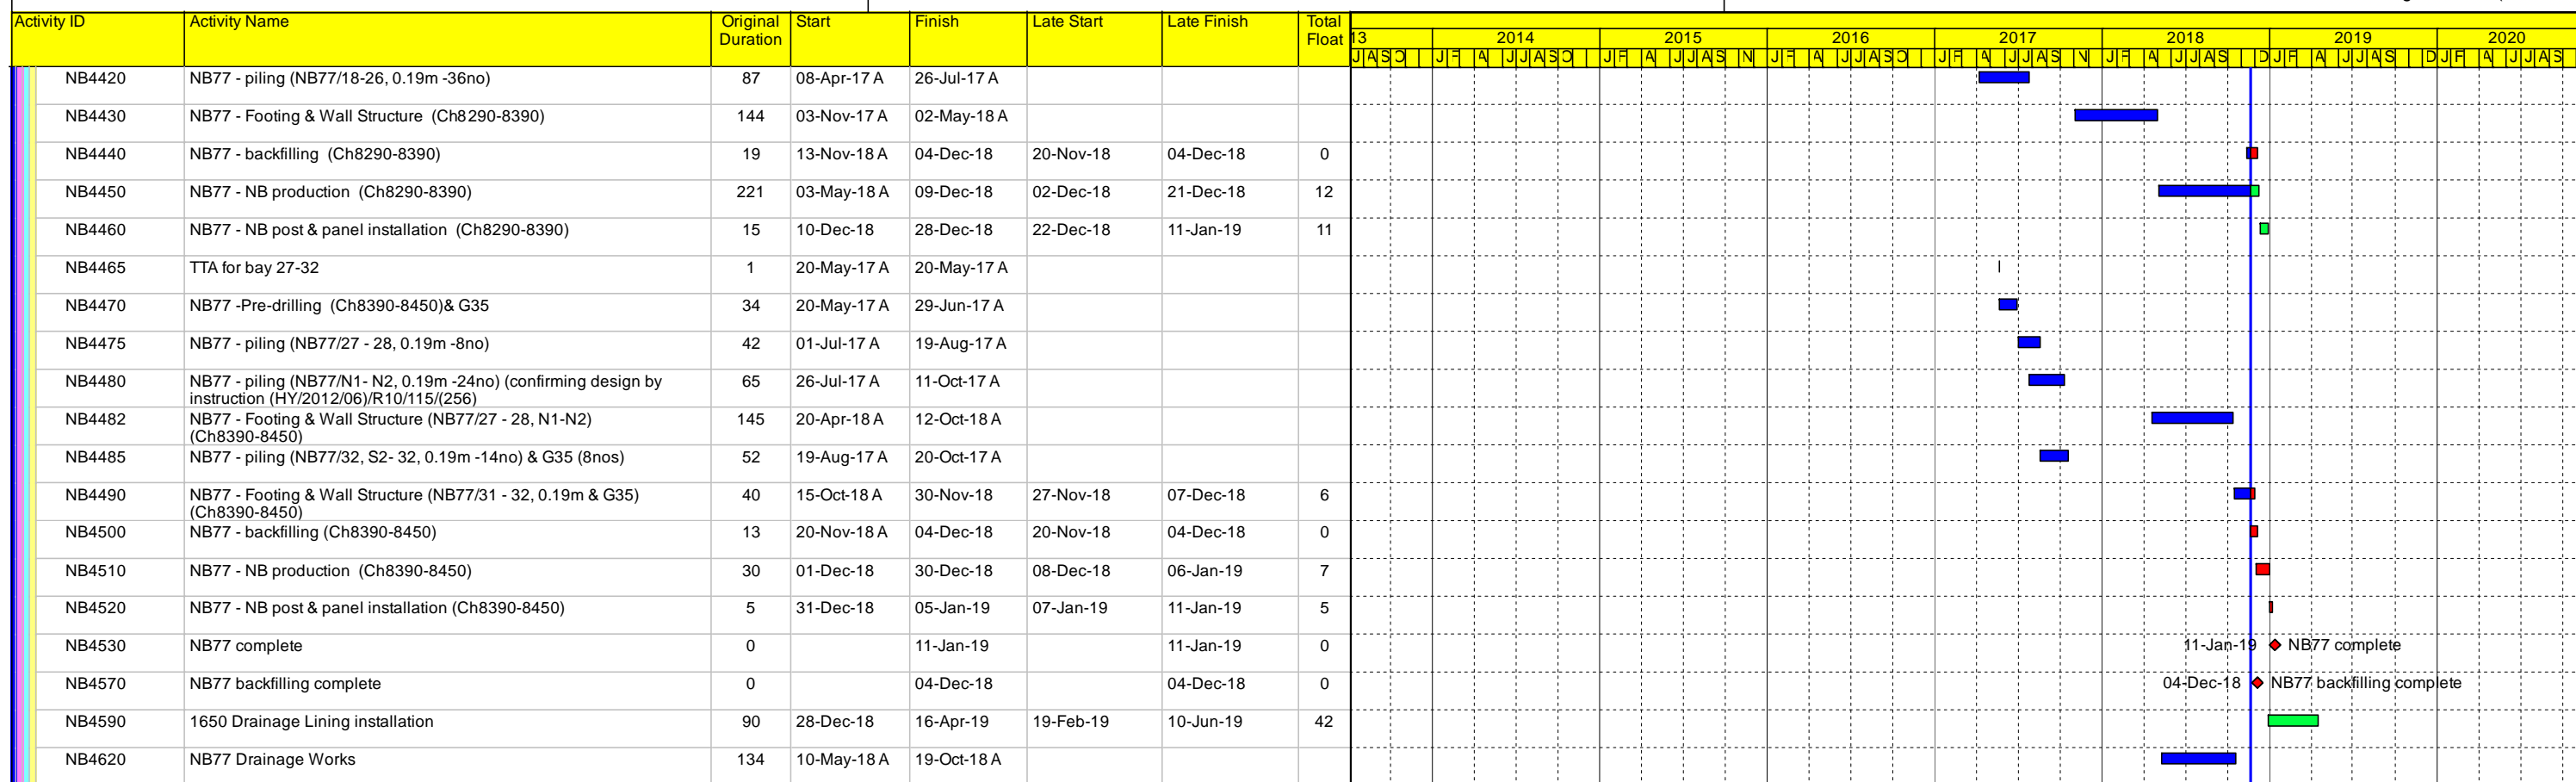 Activity ID Activity Name Original Duration Start Finish Late Start Late Finish Total Float
13 2014 2015 2016 2017 2018 2019 2020
J A S O J F A J J A S O J F A J J A S N J F A J J A S O J F A J J A S N J F A J J A S D J F A J J A S D J F A J J A S
NB4420 NB77 - piling (NB77/18-26, 0.19m -36no) 87 08-Apr-17 A 26-Jul-17 A
NB4430 NB77 - Footing & Wall Structure (Ch8290-8390) 144 03-Nov-17 A 02-May-18 A
NB4440 NB77 - backfilling (Ch8290-8390) 19 13-Nov-18 A 04-Dec-18 20-Nov-18 04-Dec-18 0
NB4450 NB77 - NB production (Ch8290-8390) 221 03-May-18 A 09-Dec-18 02-Dec-18 21-Dec-18 12
NB4460 NB77 - NB post & panel installation (Ch8290-8390) 15 10-Dec-18 28-Dec-18 22-Dec-18 11-Jan-19 11
NB4465 TTA for bay 27-32 1 20-May-17 A 20-May-17 A
NB4470 NB77 -Pre-drilling (Ch8390-8450)& G35 34 20-May-17 A 29-Jun-17 A
NB4475 NB77 - piling (NB77/27 - 28, 0.19m -8no) 42 01-Jul-17 A 19-Aug-17 A
NB4480 NB77 - piling (NB77/N1- N2, 0.19m -24no) (confirming design by 65 26-Jul-17 A 11-Oct-17 A
instruction (HY/2012/06)/R10/115/(256)
NB4482 NB77 - Footing & Wall Structure (NB77/27 - 28, N1-N2) 145 20-Apr-18 A 12-Oct-18 A
(Ch8390-8450)
NB4485 NB77 - piling (NB77/32, S2- 32, 0.19m -14no) & G35 (8nos) 52 19-Aug-17 A 20-Oct-17 A
NB4490 NB77 - Footing & Wall Structure (NB77/31 - 32, 0.19m & G35) 40 15-Oct-18 A 30-Nov-18 27-Nov-18 07-Dec-18 6
(Ch8390-8450)
NB4500 NB77 - backfilling (Ch8390-8450) 13 20-Nov-18 A 04-Dec-18 20-Nov-18 04-Dec-18 0
NB4510 NB77 - NB production (Ch8390-8450) 30 01-Dec-18 30-Dec-18 08-Dec-18 06-Jan-19 7
NB4520 NB77 - NB post & panel installation (Ch8390-8450) 5 31-Dec-18 05-Jan-19 07-Jan-19 11-Jan-19 5
NB4530 NB77 complete 0 11-Jan-19 11-Jan-19 0 11-Jan-19 NB77 complete
NB4570 NB77 backfilling complete 0 04-Dec-18 04-Dec-18 0 04-Dec-18 NB77 backfilling complete
NB4590 1650 Drainage Lining installation 90 28-Dec-18 16-Apr-19 19-Feb-19 10-Jun-19 42
NB4620 NB77 Drainage Works 134 10-May-18 A 19-Oct-18 A